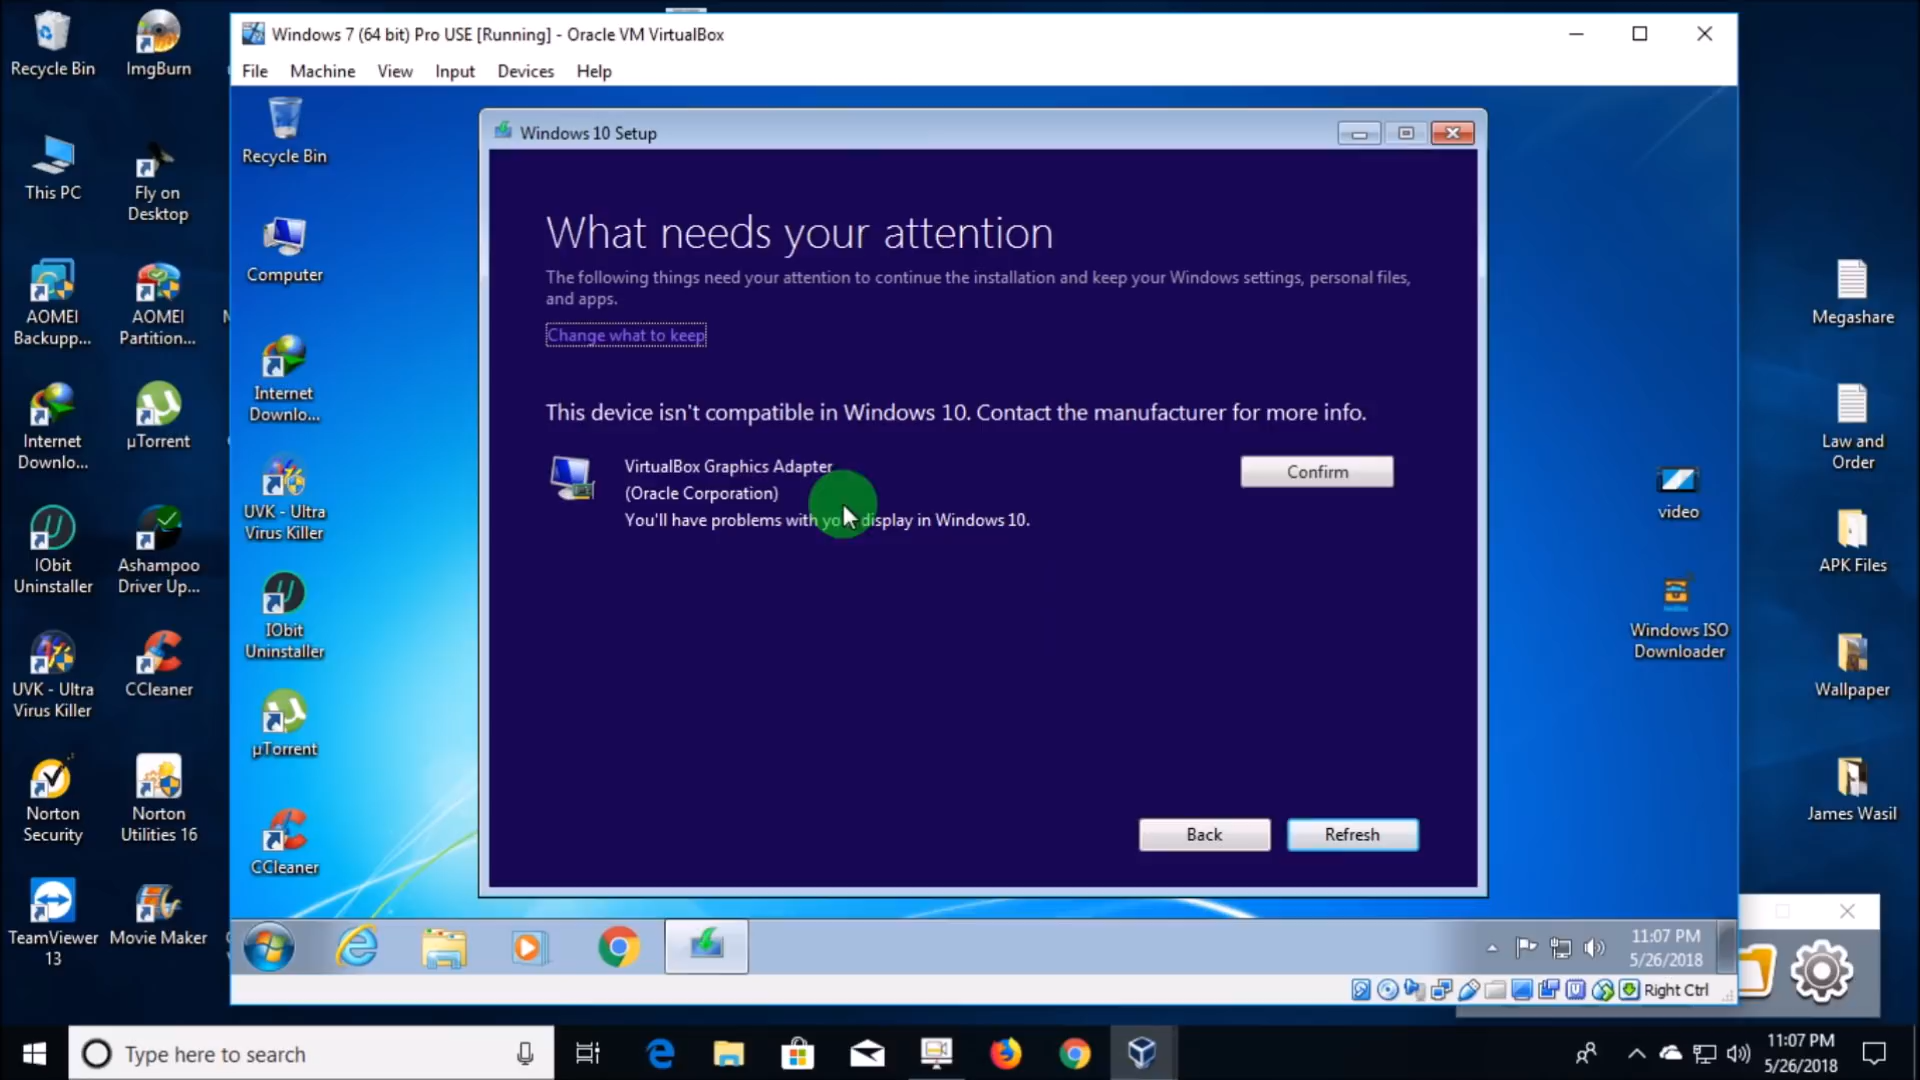 Recycle Bin
ImgBurn
This PC
Fly on
Desktop
AOMEI
Backupp...
AOMEI
Partition...
Internet
Downlo...
µTorrent
IObit
Uninstaller
Ashampoo
Driver Up...
UVK - Ultra
Virus Killer
CCleaner
Norton
Security
Norton
Utilities 16
TeamViewer
13
Movie Maker
Windows 7 (64 bit) Pro USE [Running] - Oracle VM VirtualBox
File Machine View Input Devices Help
Recycle Bin
Computer
Internet
Downlo...
UVK - Ultra
Virus Killer
IObit
Uninstaller
µTorrent
CCleaner
Windows 10 Setup
What needs your attention
The following things need your attention to continue the installation and keep your Windows settings, personal files,
and apps.
Change what to keep
This device isn't compatible in Windows 10. Contact the manufacturer for more info.
VirtualBox Graphics Adapter
(Oracle Corporation)
You'll have problems with your display in Windows 10.
Confirm
Back
Refresh
video
Windows ISO
Downloader
Megashare
Law and
Order
APK Files
Wallpaper
James Wasil
11:07 PM
5/26/2018
Right Ctrl
Type here to search
11:07 PM
5/26/2018